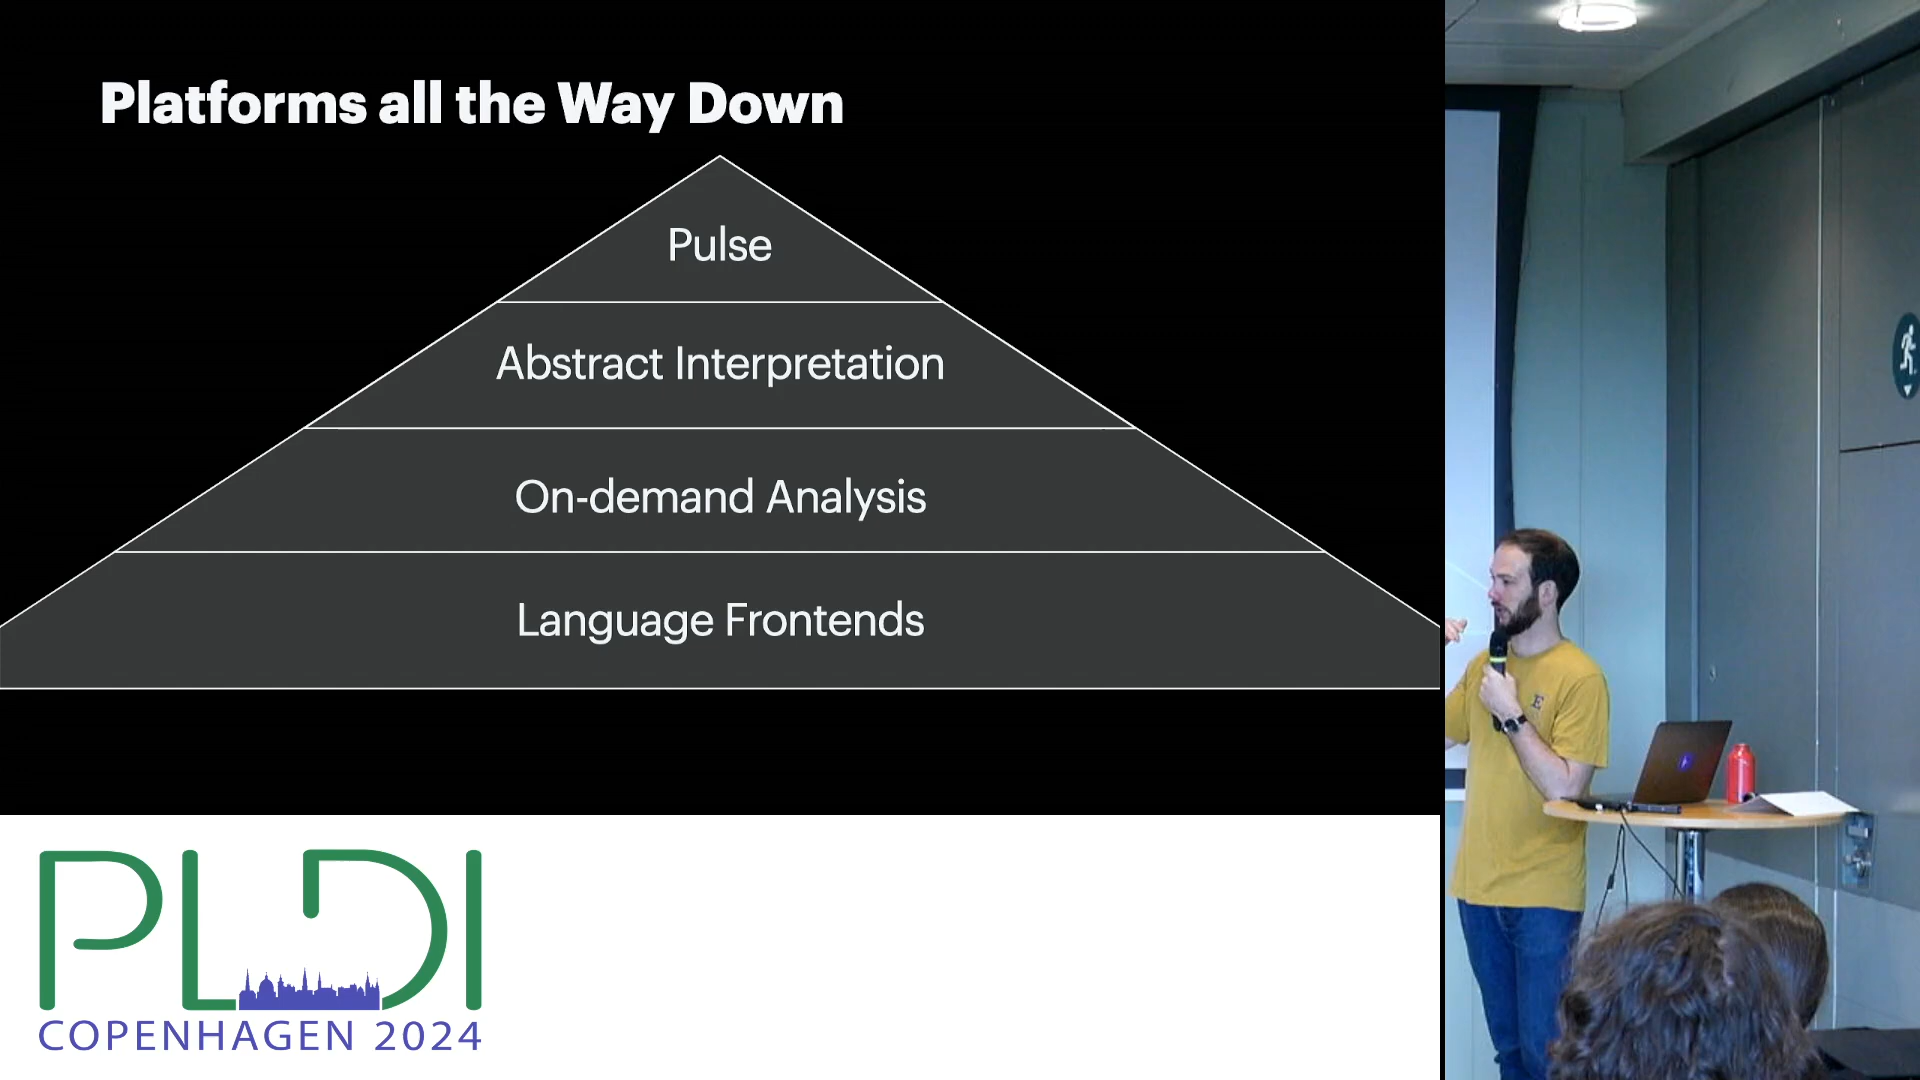 Platforms all the Way Down
Pulse
Abstract Interpretation
On-demand Analysis
Language Frontends
PLDI
COPENHAGEN 2024
E